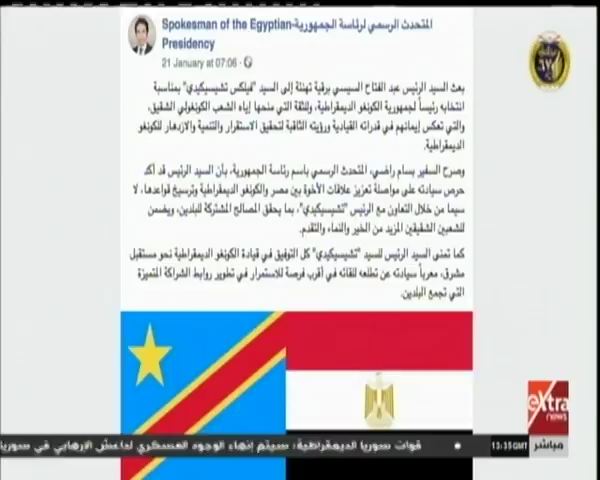 المتحدث الرسمي لرئاسة الجمهورية-Spokesman of the Egyptian
Presidency
21 January at 07:06
بعث السيد الرئيس عبد الفتاح السيسي برقية تهنئة إلى السيد "فيلكس تشيسيكيدي" بمناسبة
انتخابه رئيساً لجمهورية الكونغو الديمقراطية، والثقة التي منحها إياه الشعب الكونغولي الشقيق،
والتي تعكس إيمانهم في قدراته القيادية ورؤيته الثاقبة لتحقيق الاستقرار والتنمية والازدهار للكونغو
الديمقراطية.
وصرح السفير بسام راضي، المتحدث الرسمي باسم رئاسة الجمهورية، بأن السيد الرئيس قد أكد
حرص سيادته على مواصلة تعزيز علاقات الأخوة بين مصر والكونغو الديمقراطية وترسيخ قواعدها، لا
سيما من خلال التعاون مع الرئيس "تشيسيكيدي"، بما يحقق المصالح المشتركة للبلدين، ويضمن
للشعبين الشقيقين المزيد من الخير والنماء والتقدم.
كما تمنى السيد الرئيس للسيد "تشيسيكيدي" كل التوفيق في قيادة الكونغو الديمقراطية نحو مستقبل
مشرق، معرباً سيادته عن تطلعه للقائه في أقرب فرصة للاستمرار في تطوير روابط الشراكة المتميزة
التي تجمع البلدين.
eXtra
news
مباشر
13:35 GMT
قوات سوريا الديمقراطية: سيتم إنهاء الوجود العسكري لداعش الإرهابي في سوريا